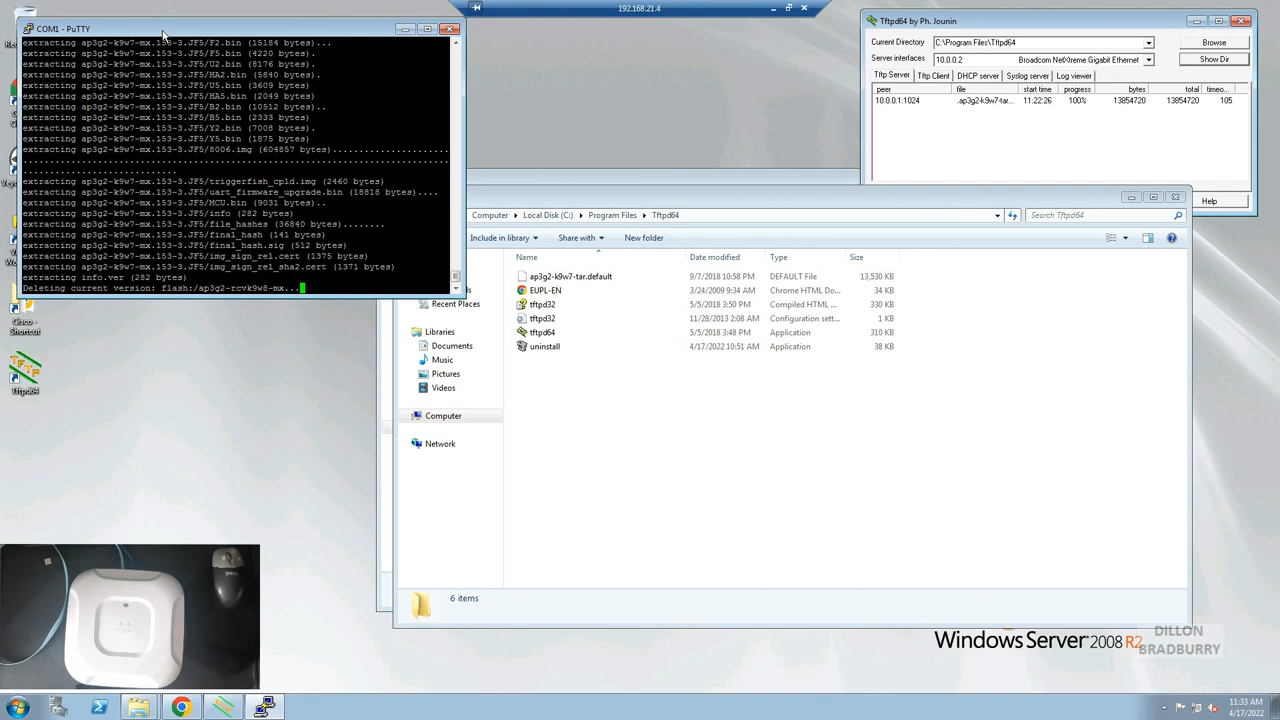 192.168.21.4
COM1 - PuTTY
extracting ap3g2-k9w7-mx.153-3.JF5/F2.bin (15184 bytes)...
extracting ap3g2-k9w7-mx.153-3.JF5/F5.bin (4220 bytes).
extracting ap3g2-k9w7-mx.153-3.JF5/U2.bin (8176 bytes).
extracting ap3g2-k9w7-mx.153-3.JF5/HA2.bin (5840 bytes).
extracting ap3g2-k9w7-mx.153-3.JF5/U5.bin (3609 bytes)
extracting ap3g2-k9w7-mx.153-3.JF5/HA5.bin (2049 bytes)
extracting ap3g2-k9w7-mx.153-3.JF5/B2.bin (10512 bytes)..
extracting ap3g2-k9w7-mx.153-3.JF5/B5.bin (2333 bytes)
extracting ap3g2-k9w7-mx.153-3.JF5/Y2.bin (7008 bytes).
extracting ap3g2-k9w7-mx.153-3.JF5/Y5.bin (1875 bytes)
extracting ap3g2-k9w7-mx.153-3.JF5/8006.img (604857 bytes)......................
................................................................................
.............................
extracting ap3g2-k9w7-mx.153-3.JF5/triggerfish_cpld.img (2460 bytes)
extracting ap3g2-k9w7-mx.153-3.JF5/uart_firmware_upgrade.bin (18818 bytes)....
extracting ap3g2-k9w7-mx.153-3.JF5/MCU.bin (9031 bytes)..
extracting ap3g2-k9w7-mx.153-3.JF5/info (282 bytes)
extracting ap3g2-k9w7-mx.153-3.JF5/file_hashes (36840 bytes)........
extracting ap3g2-k9w7-mx.153-3.JF5/final_hash (141 bytes)
extracting ap3g2-k9w7-mx.153-3.JF5/final_hash.sig (512 bytes)
extracting ap3g2-k9w7-mx.153-3.JF5/img_sign_rel.cert (1375 bytes)
extracting ap3g2-k9w7-mx.153-3.JF5/img_sign_rel_sha2.cert (1371 bytes)
extracting info.ver (282 bytes)
Deleting current version: flash:/ap3g2-rcvk9w8-mx...
Tftpd64 by Ph. Jounin
Current Directory C:\Program Files\Tftpd64 Browse
Server interfaces 10.0.0.2 Broadcom NetXtreme Gigabit Ethernet Show Dir
Tftp Server Tftp Client DHCP server Syslog server Log viewer
peer file start time progress bytes total timeo...
10.0.0.1:1024 .ap3g2-k9w7-tar... 11:22:26 100% 13854720 13854720 105
Help
Computer Local Disk (C:) Program Files Tftpd64 Search Tftpd64
Include in library Share with New folder
Name Date modified Type Size
ap3g2-k9w7-tar.default 9/7/2018 10:58 PM DEFAULT File 13,530 KB
EUPL-EN 3/24/2009 9:34 AM Chrome HTML Do... 34 KB
tftpd32 5/5/2018 3:50 PM Compiled HTML ... 310 KB
tftpd32 11/28/2013 2:08 AM Configuration sett... 1 KB
tftpd64 5/5/2018 3:48 PM Application 310 KB
uninstall 4/17/2022 10:51 AM Application 38 KB
Recent Places
Libraries
Documents
Music
Pictures
Videos
Computer
Network
6 items
Cisco -
Shortcut
Tftpd64
Windows Server 2008 R2
DILLON
BRADBURRY
11:33 AM
4/17/2022